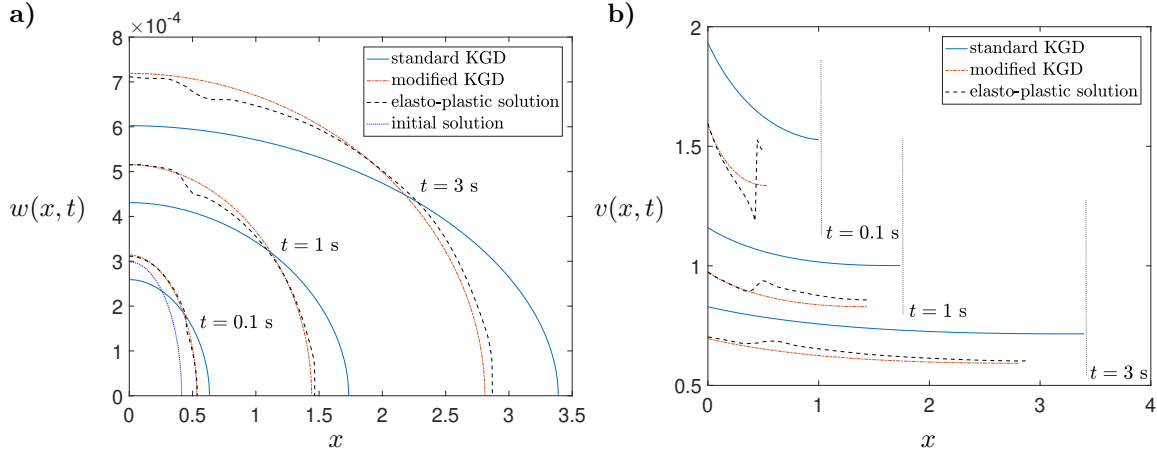 a)
×10⁻⁴
8
7
6
5
4
3
2
1
0
w(x, t)
standard KGD
modified KGD
elasto-plastic solution
initial solution
t = 3 s
t = 1 s
t = 0.1 s
0 0.5 1 1.5 2 2.5 3 3.5
x
b)
2
1.5
1
0.5
v(x, t)
standard KGD
modified KGD
elasto-plastic solution
t = 0.1 s
t = 1 s
t = 3 s
0 1 2 3 4
x